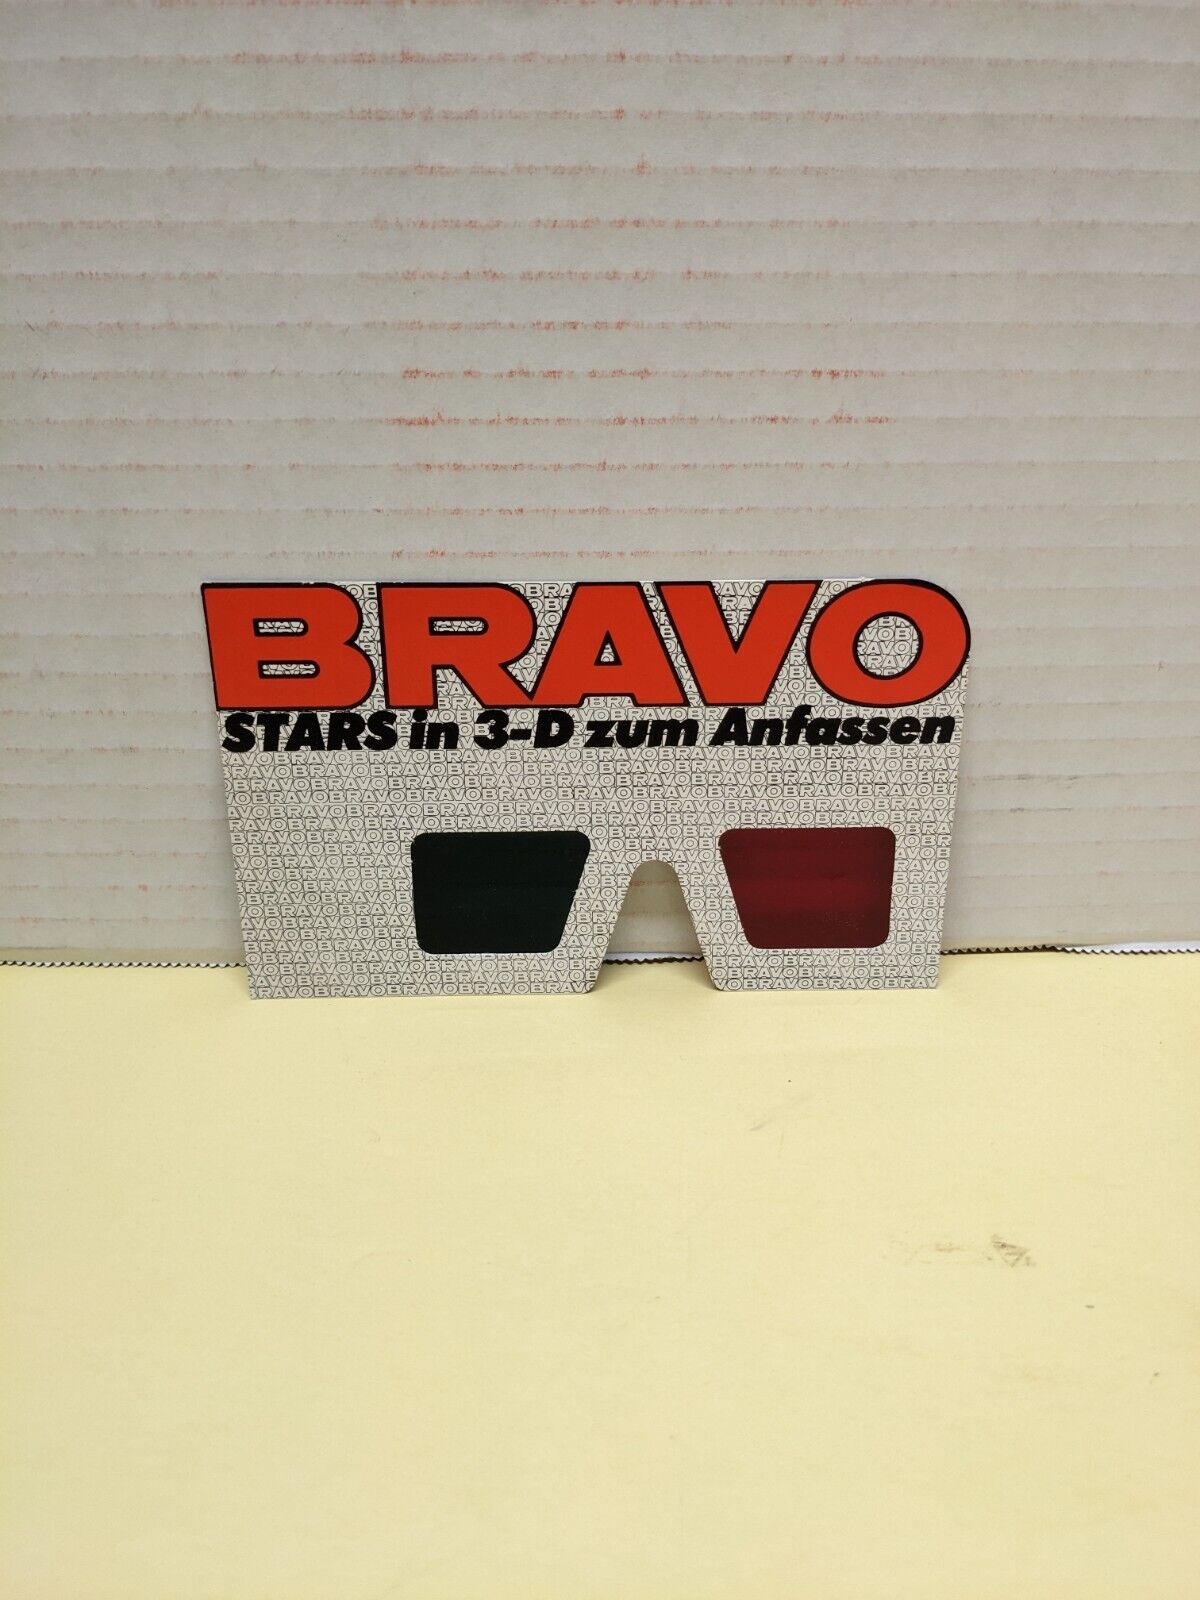 BRAVO
STARS in 3-D zum Anfassen